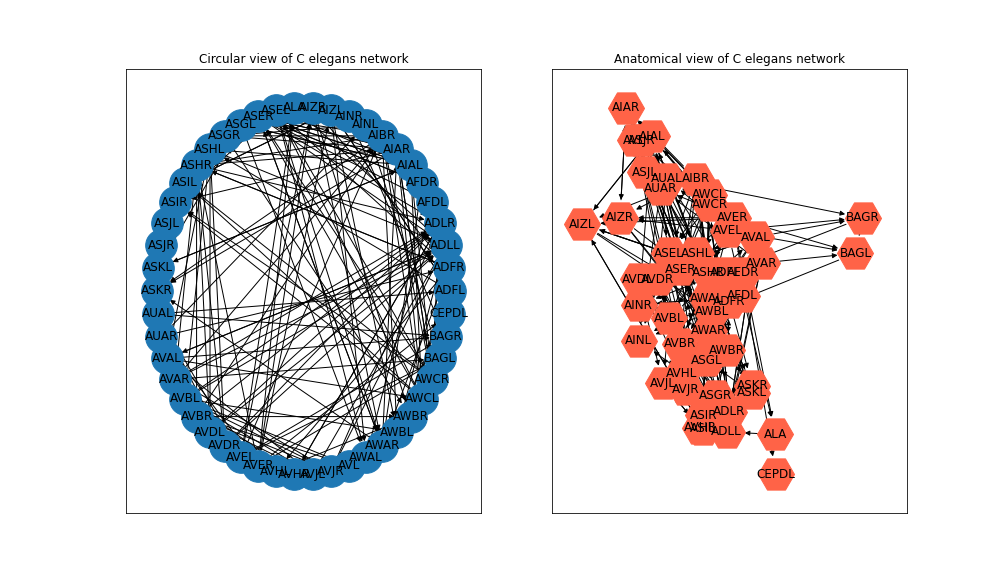 Circular view of C elegans network
ASEL
ALA
AIZR
AIZL
ASER
AINR
ASGL
AINL
ASGR
AIBR
ASHL
AIAR
ASHR
AIAL
ASIL
AFDR
ASIR
AFDL
ASJL
ADLR
ASJR
ADLL
ASKL
ADFR
ASKR
ADFL
AUAL
CEPDL
AUAR
BAGR
AVAL
BAGL
AVAR
AWCR
AVBL
AWCL
AVBR
AWBR
AVDL
AWBL
AVDR
AWAR
AVEL
AWAL
AVER
AVL
AVHL
AVJR
AVHR
AVJL
Anatomical view of C elegans network
AIAR
AIAL
ASJR
ASJL
AUAL
AIBR
AUAR
AWCL
AWCR
AIZL
AIZR
AVER
BAGR
AVEL
AVAL
ASEL
ASHL
BAGL
AVAR
ASER
ASHR
AFDR
AVDL
AVDR
AWAL
AFDL
ADFR
AINR
AWBL
AVBL
AWAR
AINL
AVBR
AWBR
ASGL
AVHL
AVJL
ASKR
AVJR
ASKL
ASGR
ASIR
ADLR
ADLL
ALA
CEPDL